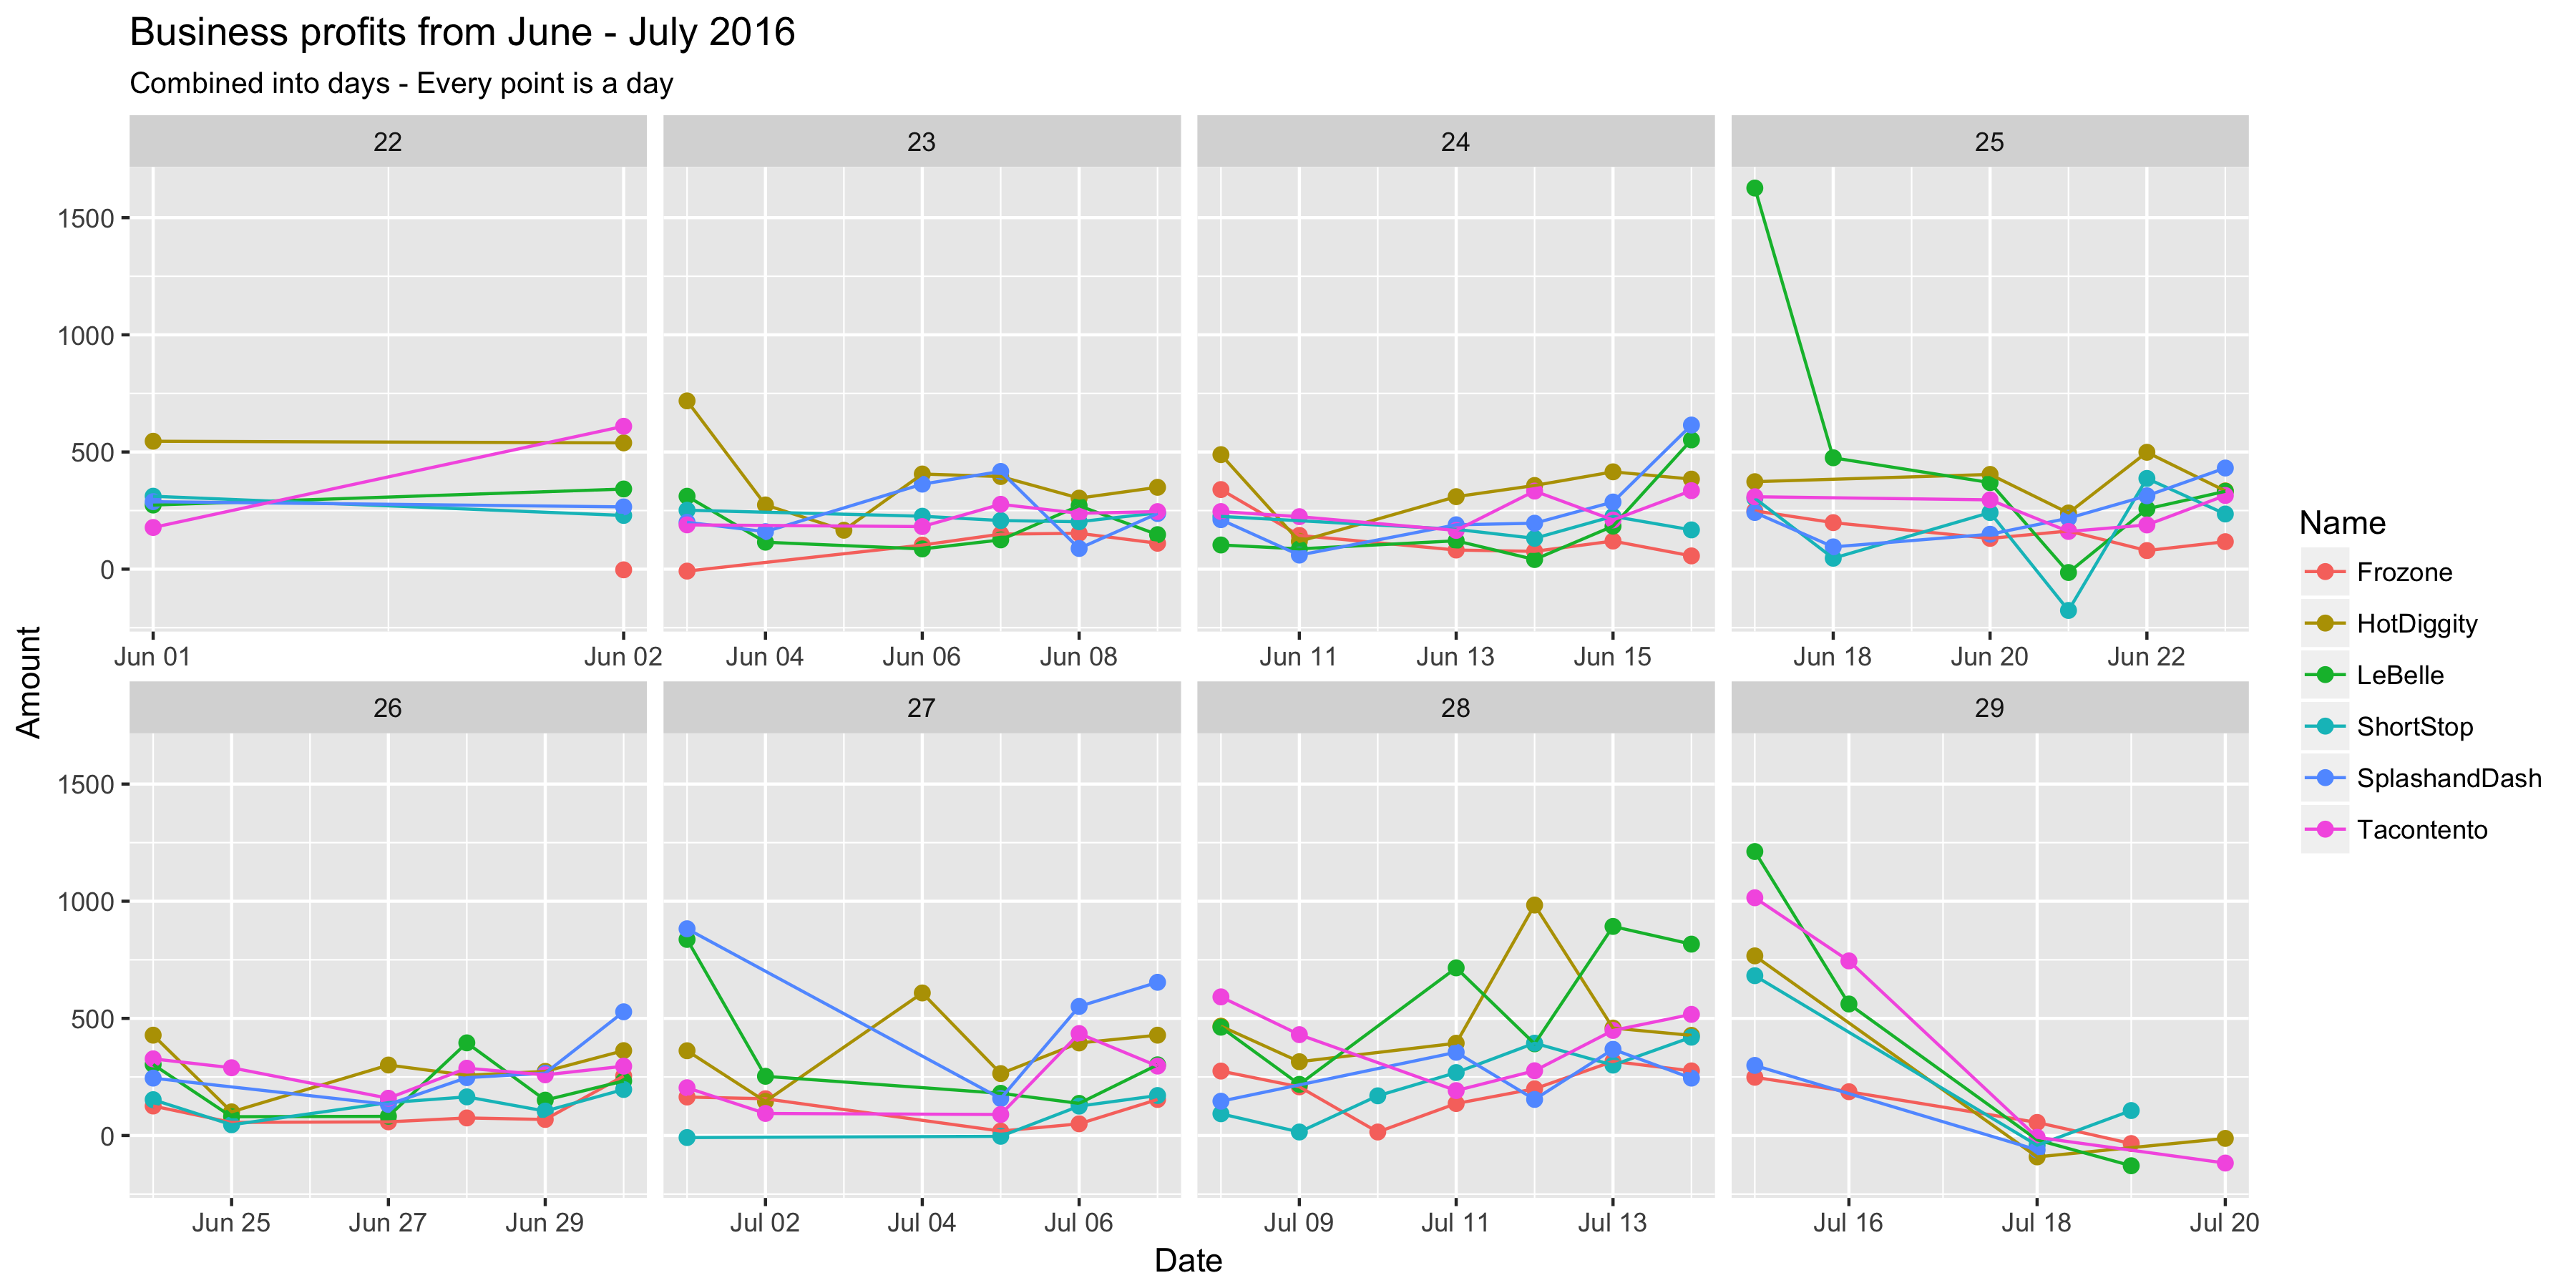 Business profits from June - July 2016
Combined into days - Every point is a day
22
23
24
25
1500
1000
500
0
Jun 01
Jun 02
Jun 04
Jun 06
Jun 08
Jun 11
Jun 13
Jun 15
Jun 18
Jun 20
Jun 22
Amount
26
27
28
29
1500
1000
500
0
Jun 25
Jun 27
Jun 29
Jul 02
Jul 04
Jul 06
Jul 09
Jul 11
Jul 13
Jul 16
Jul 18
Jul 20
Date
Name
Frozone
HotDiggity
LeBelle
ShortStop
SplashandDash
Tacontento